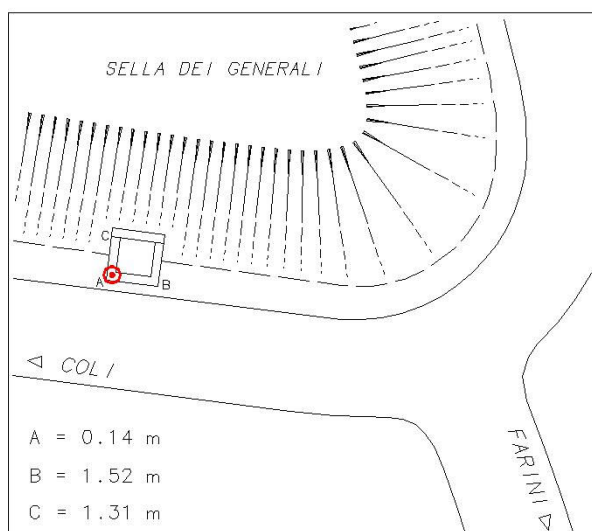 SELLA DEI GENERALI
C
A
B
COLI
FARINI
A = 0.14 m
B = 1.52 m
C = 1.31 m